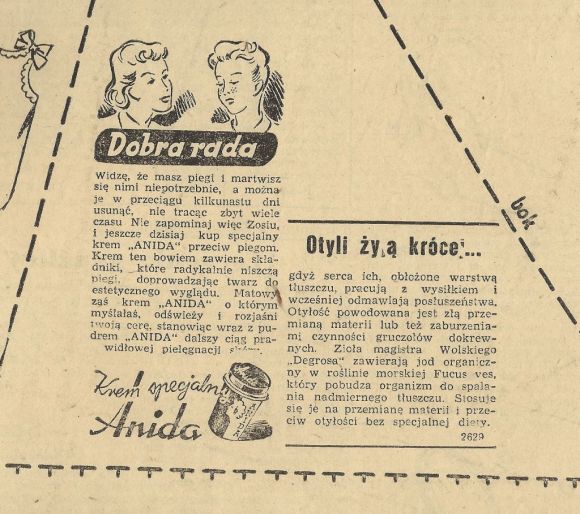 Dobra rada
Widzę, że masz piegi i martwisz
się nimi niepotrzebnie, a można
je w przeciągu kilkunastu dni
usunąć, nie tracąc zbyt wiele
czasu Nie zapominaj więc Zosiu,
i jeszcze dzisiaj kup specjalny
krem „ANIDA“ przeciw piegom.
Krem ten bowiem zawiera skła-
dniki, które radykalnie niszczą
piegi, doprowadzając twarz do
estetycznego wyglądu. Matowy
zaś krem „ANIDA“ o którym
myślałaś, odświeży i rozjaśni
twoją cerę, stanowiąc wraz z pu-
drem „ANIDA“ dalszy ciąg pra-
widłowej pielęgnacji
Krem specjaln
Anida
Otyli ży,ą króce;...
gdyż serca ich, obłożone warstwą
tłuszczu, pracują z wysiłkiem i
wcześniej odmawiają posłuszeństwa.
Otyłość powodowana jest złą prze-
mianą materii lub też zaburzenia-
mi czynności gruczołów dokrew-
nych. Zioła magistra Wolskiego
„Degrosa“ zawierają jod organicz-
ny w roślinie morskiej Fucus ves,
który pobudza organizm do spala-
nia nadmiernego tłuszczu. Stosuje
się je na przemianę materii i prze-
ciw otyłości bez specjalnej diety.
2629
bok